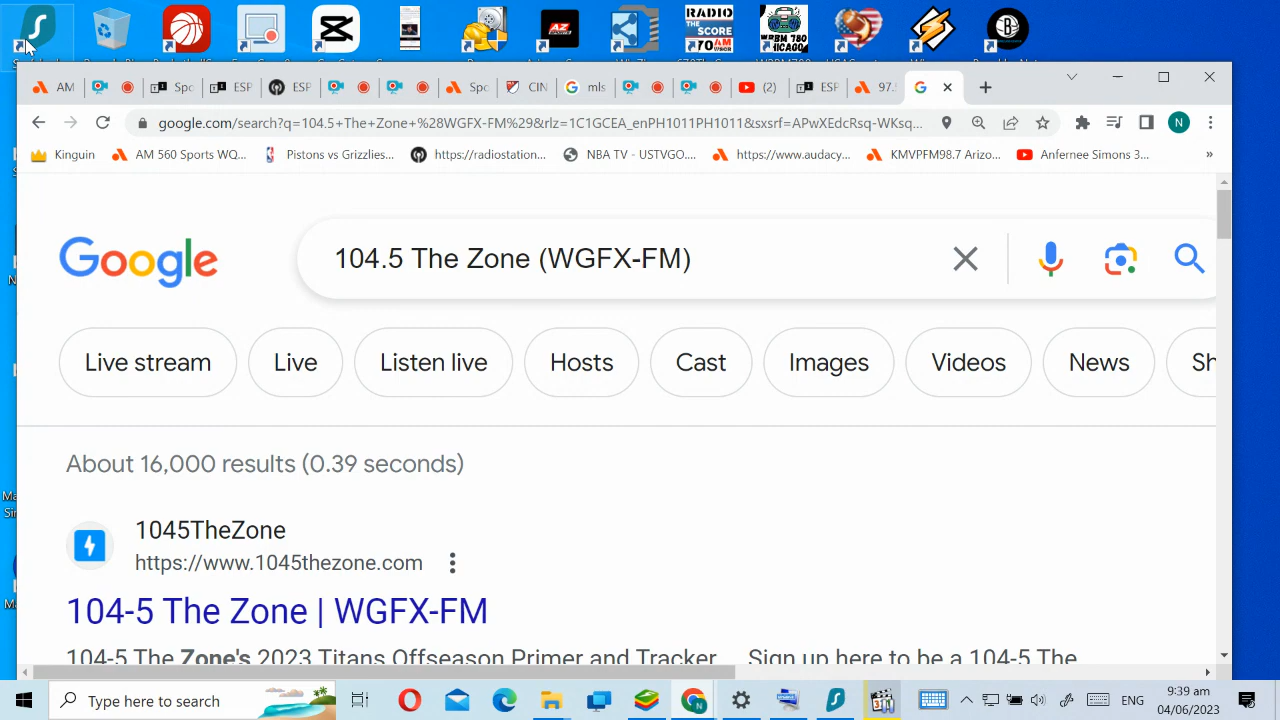 RADIO
THE
SCORE
AZ
AM
Spo
ESP
ESP
Spo
CIN
mls
(2)
ESP
97.
google.com/search?q=104.5+The+Zone+%28WGFX-FM%29&rlz=1C1GCEA_enPH1011PH1011&sxsrf=APwXEdcRsq-WKsq...
N
Kinguin
AM 560 Sports WQ...
Pistons vs Grizzlies...
https://radiostation...
NBA TV - USTVGO....
https://www.audacy...
KMVPFM98.7 Arizo...
Anfernee Simons 3...
»
Google
104.5 The Zone (WGFX-FM)
Live stream
Live
Listen live
Hosts
Cast
Images
Videos
News
Sh
About 16,000 results (0.39 seconds)
1045TheZone
https://www.1045thezone.com
104-5 The Zone | WGFX-FM
104-5 The Zone's 2023 Titans Offseason Primer and Tracker
Sign up here to be a 104-5 The
Type here to search
ENG
9:39 am
04/06/2023